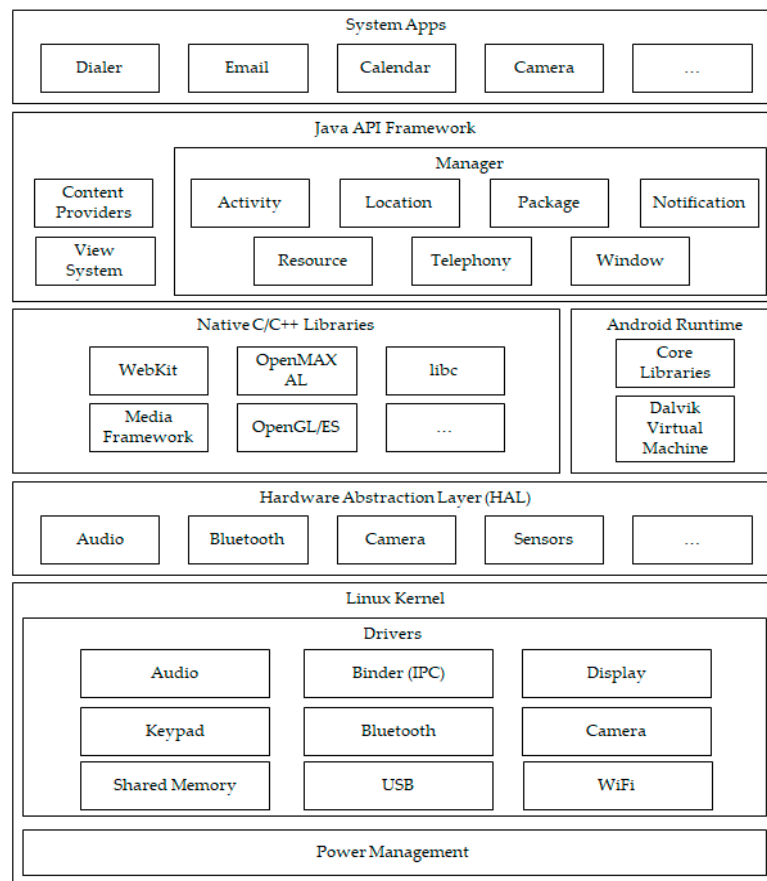 System Apps
Dialer
Email
Calendar
Camera
...
Java API Framework
Content
Providers
View
System
Manager
Activity
Location
Package
Notification
Resource
Telephony
Window
Native C/C++ Libraries
WebKit
OpenMAX
AL
libc
Media
Framework
OpenGL/ES
...
Android Runtime
Core
Libraries
Dalvik
Virtual
Machine
Hardware Abstraction Layer (HAL)
Audio
Bluetooth
Camera
Sensors
...
Linux Kernel
Drivers
Audio
Binder (IPC)
Display
Keypad
Bluetooth
Camera
Shared Memory
USB
WiFi
Power Management